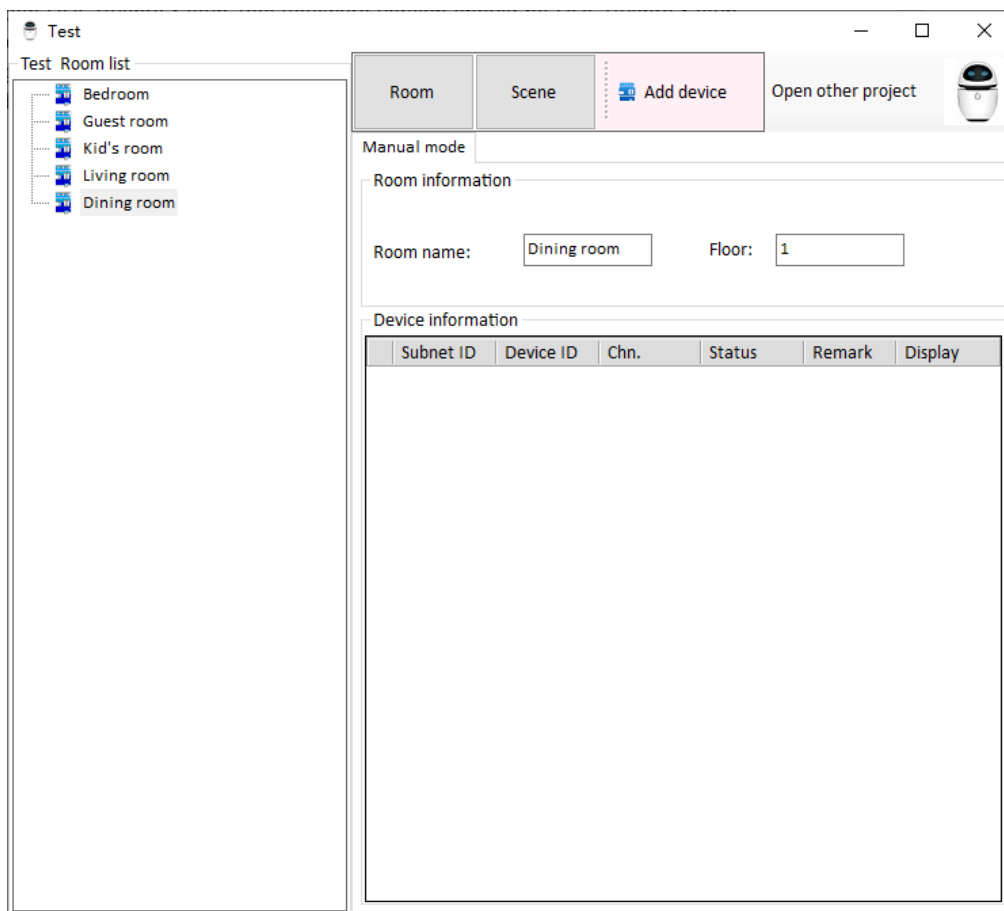 Test
Test Room list
Bedroom
Guest room
Kid's room
Living room
Dining room
Room Scene Add device Open other project
Manual mode
Room information
Room name: Dining room Floor: 1
Device information
Subnet ID Device ID Chn. Status Remark Display